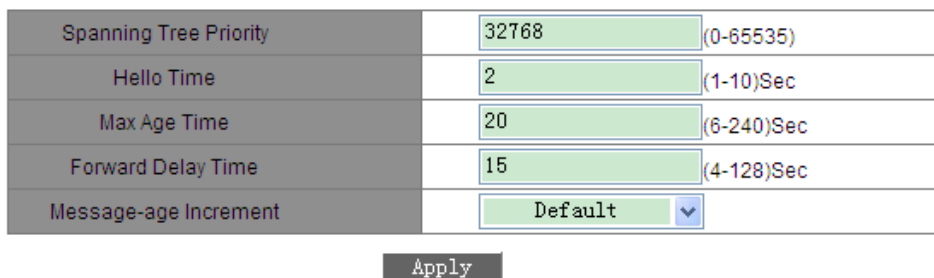 Spanning Tree Priority 32768 (0-65535)
Hello Time 2 (1-10)Sec
Max Age Time 20 (6-240)Sec
Forward Delay Time 15 (4-128)Sec
Message-age Increment Default
Apply